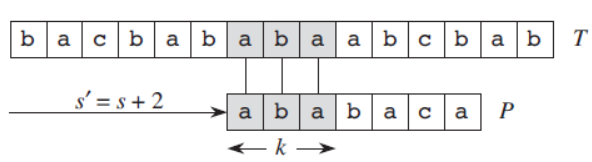 b a c b a b a b a a b c b a b T
s′ = s + 2
a b a b a c a P
k